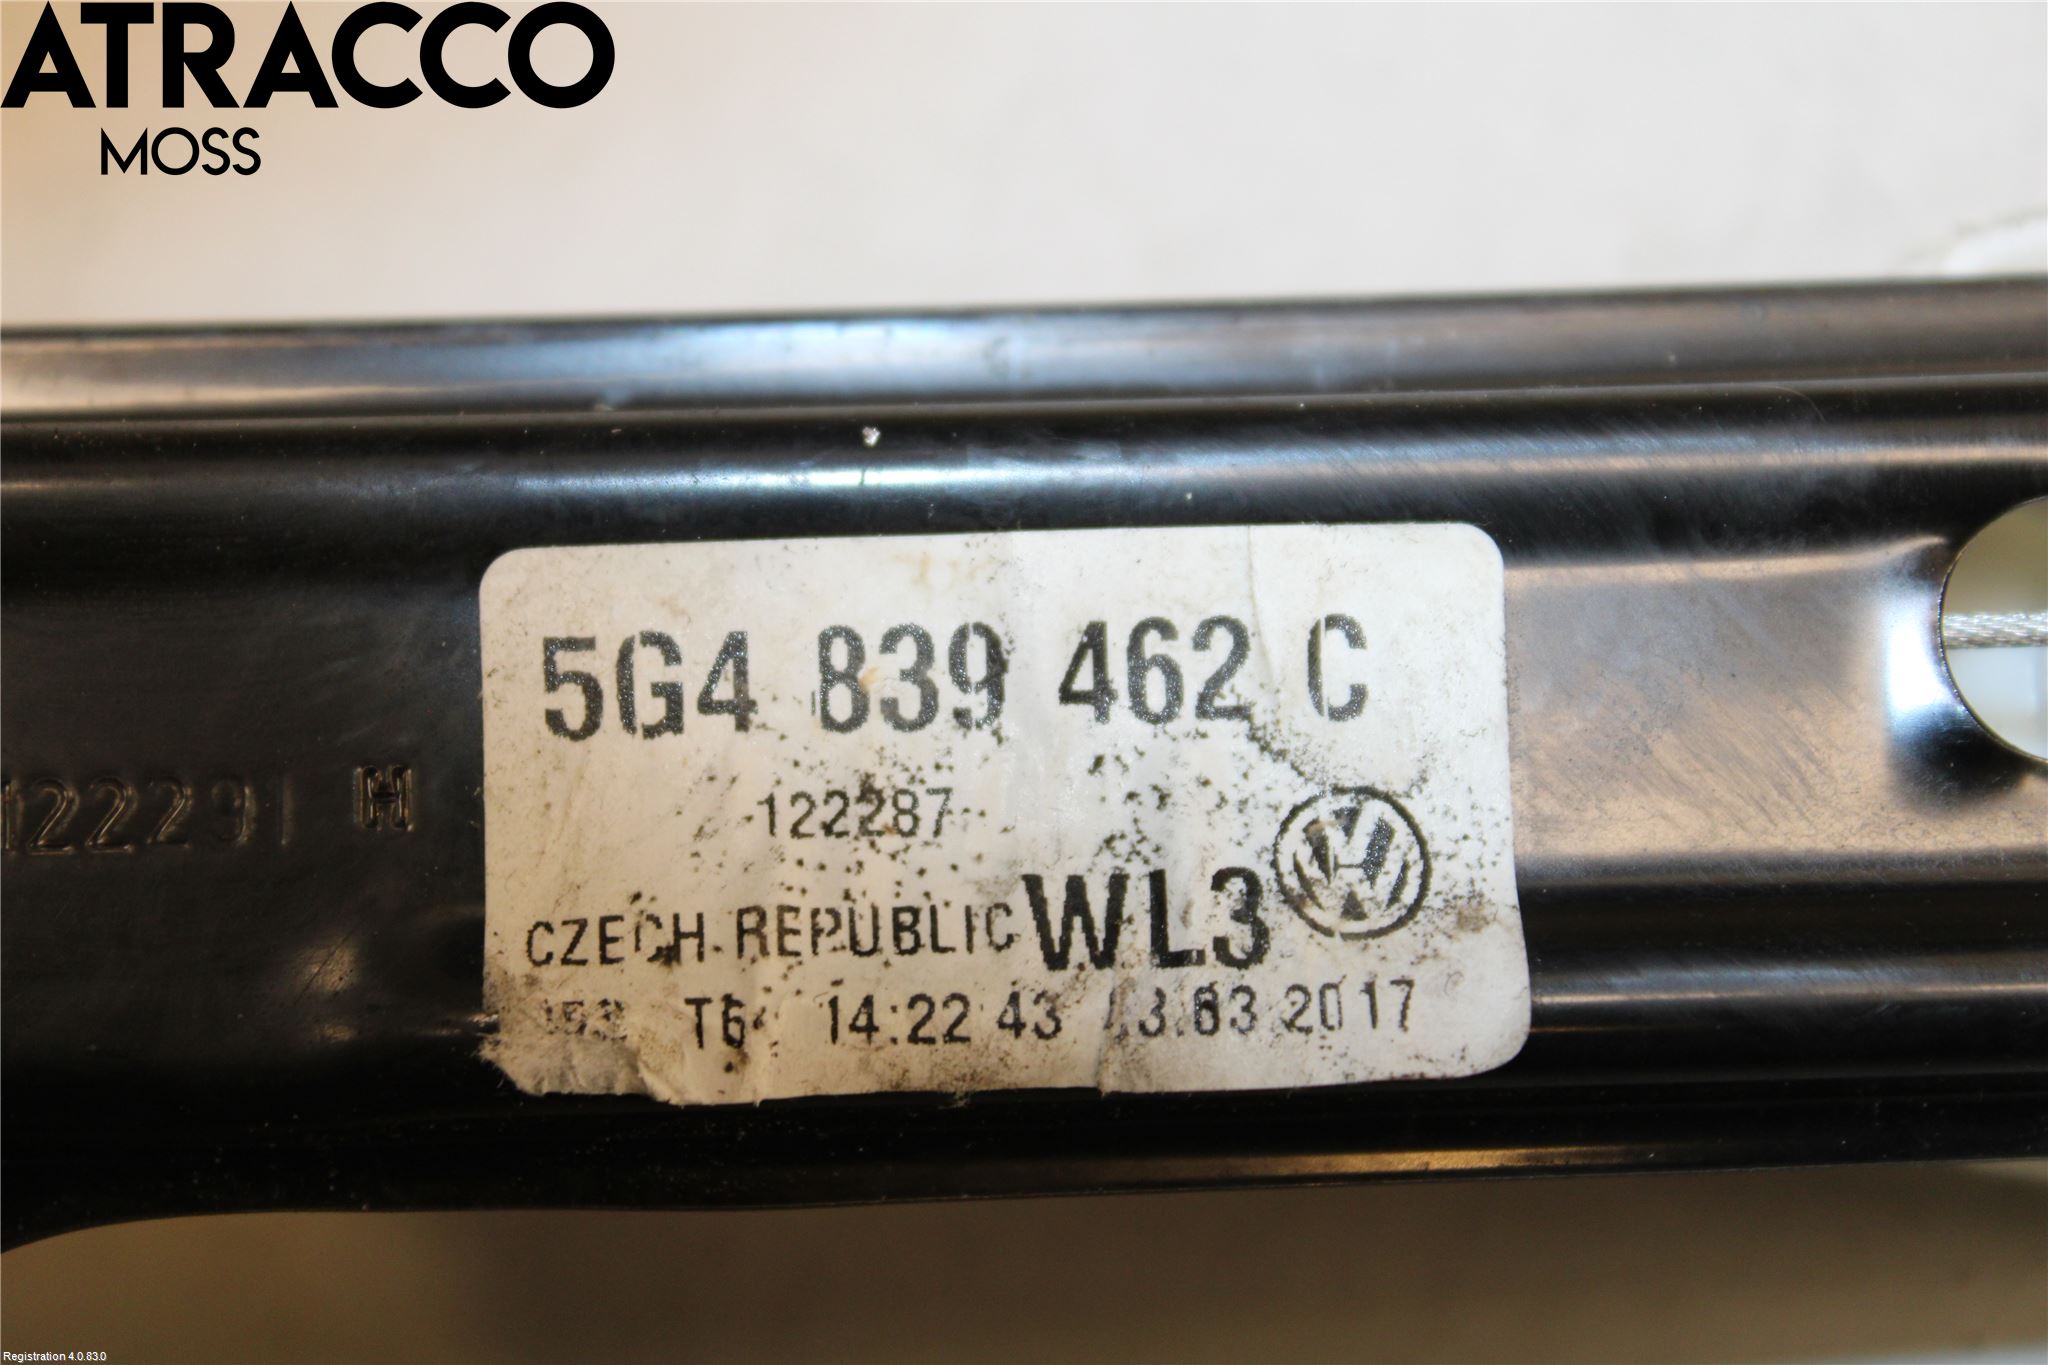 ATRACCO
MOSS
5G4 839 462 C
122287
122291 H
CZECH REPUBLIC WL3
14:22 43 2017
Registration 4.0.83.0